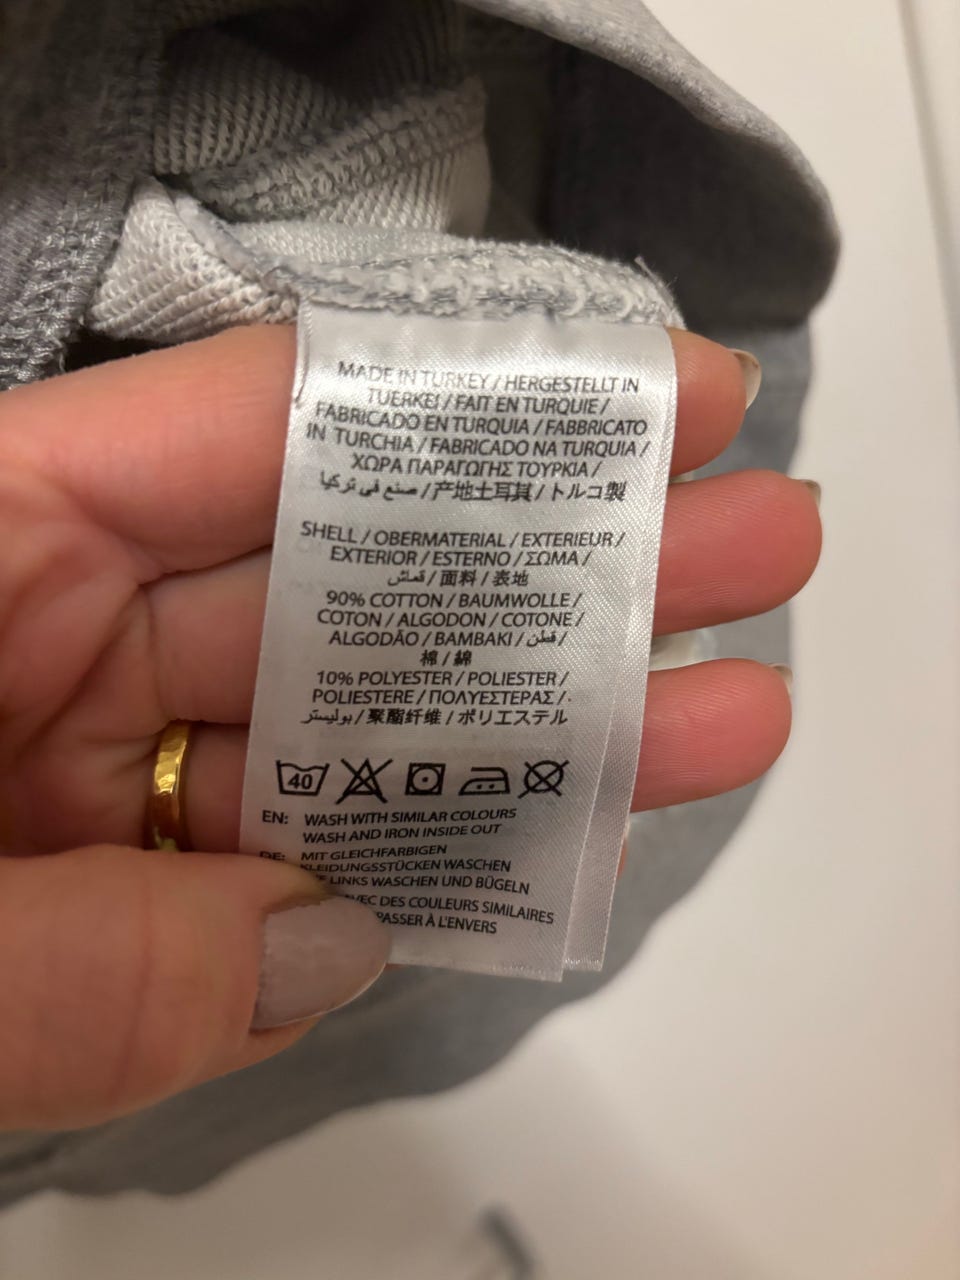 MADE IN TURKEY / HERGESTELLT IN
TUERKEI / FAIT EN TURQUIE /
FABRICADO EN TURQUIA / FABBRICATO
IN TURCHIA / FABRICADO NA TURQUIA /
ΧΩΡΑ ΠΑΡΑΓΩΓΗΣ ΤΟΥΡΚΙΑ /
صنع في تركيا / 产地土耳其 / トルコ製
SHELL / OBERMATERIAL / EXTERIEUR /
EXTERIOR / ESTERNO / ΣΩΜΑ /
قماش / 面料 / 表地
90% COTTON / BAUMWOLLE /
COTON / ALGODON / COTONE /
ALGODÃO / BAMBAKI / قطن /
棉 / 綿
10% POLYESTER / POLIESTER /
POLIESTERE / ΠΟΛΥΕΣΤΕΡΑΣ /
بوليستر / 聚酯纤维 / ポリエステル
40
EN: WASH WITH SIMILAR COLOURS
WASH AND IRON INSIDE OUT
DE: MIT GLEICHFARBIGEN
KLEIDUNGSSTÜCKEN WASCHEN
LINKS WASCHEN UND BÜGELN
AVEC DES COULEURS SIMILAIRES
À L'ENVERS